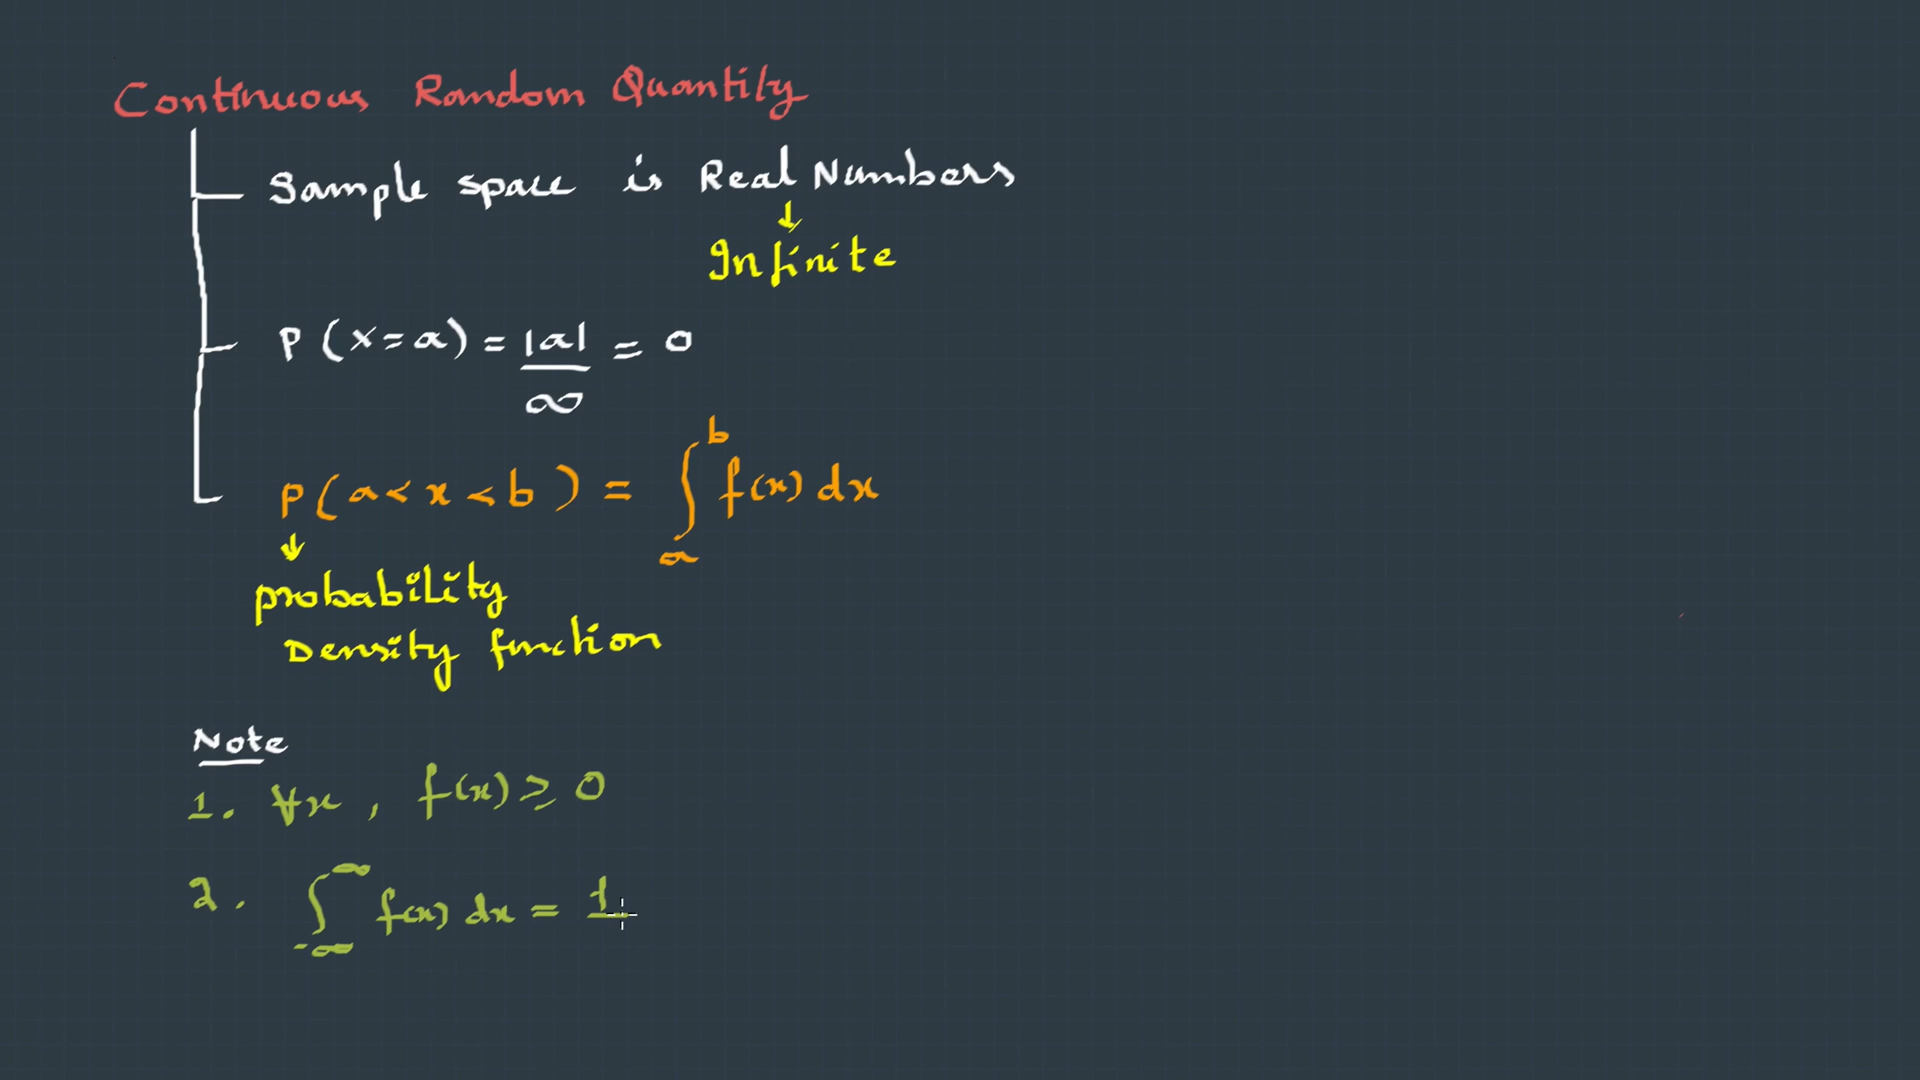 Continuous Random Quantity
Sample space is Real Numbers
↓
Infinite
P(x=a) = |a|/∞ = 0
P(a<x<b) = ∫_a^b f(x) dx
↓
probability
Density function
Note
1. ∀x, f(x) ≥ 0
2. ∫_{-∞}^{∞} f(x) dx = 1